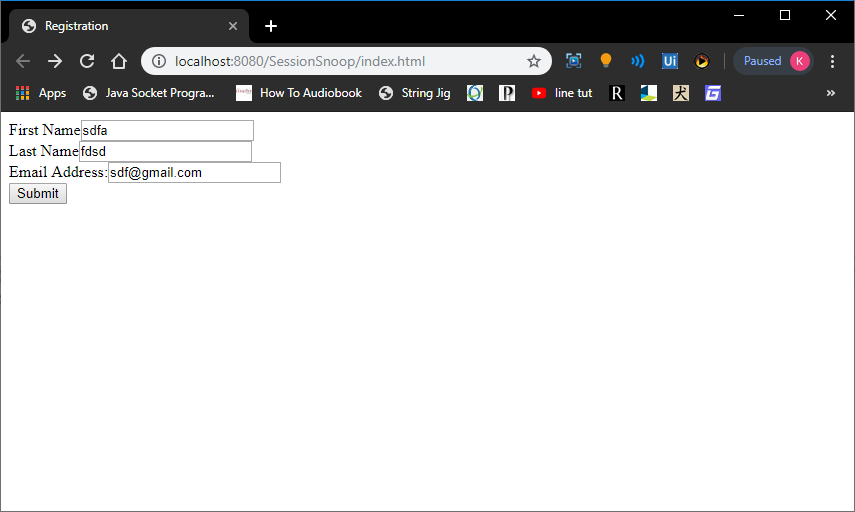 Registration
localhost:8080/SessionSnoop/index.html
Ui
Paused K
Apps Java Socket Progra... How To Audiobook String Jig P line tut R 犬 G »
First Name sdfa
Last Name fdsd
Email Address: sdf@gmail.com
Submit